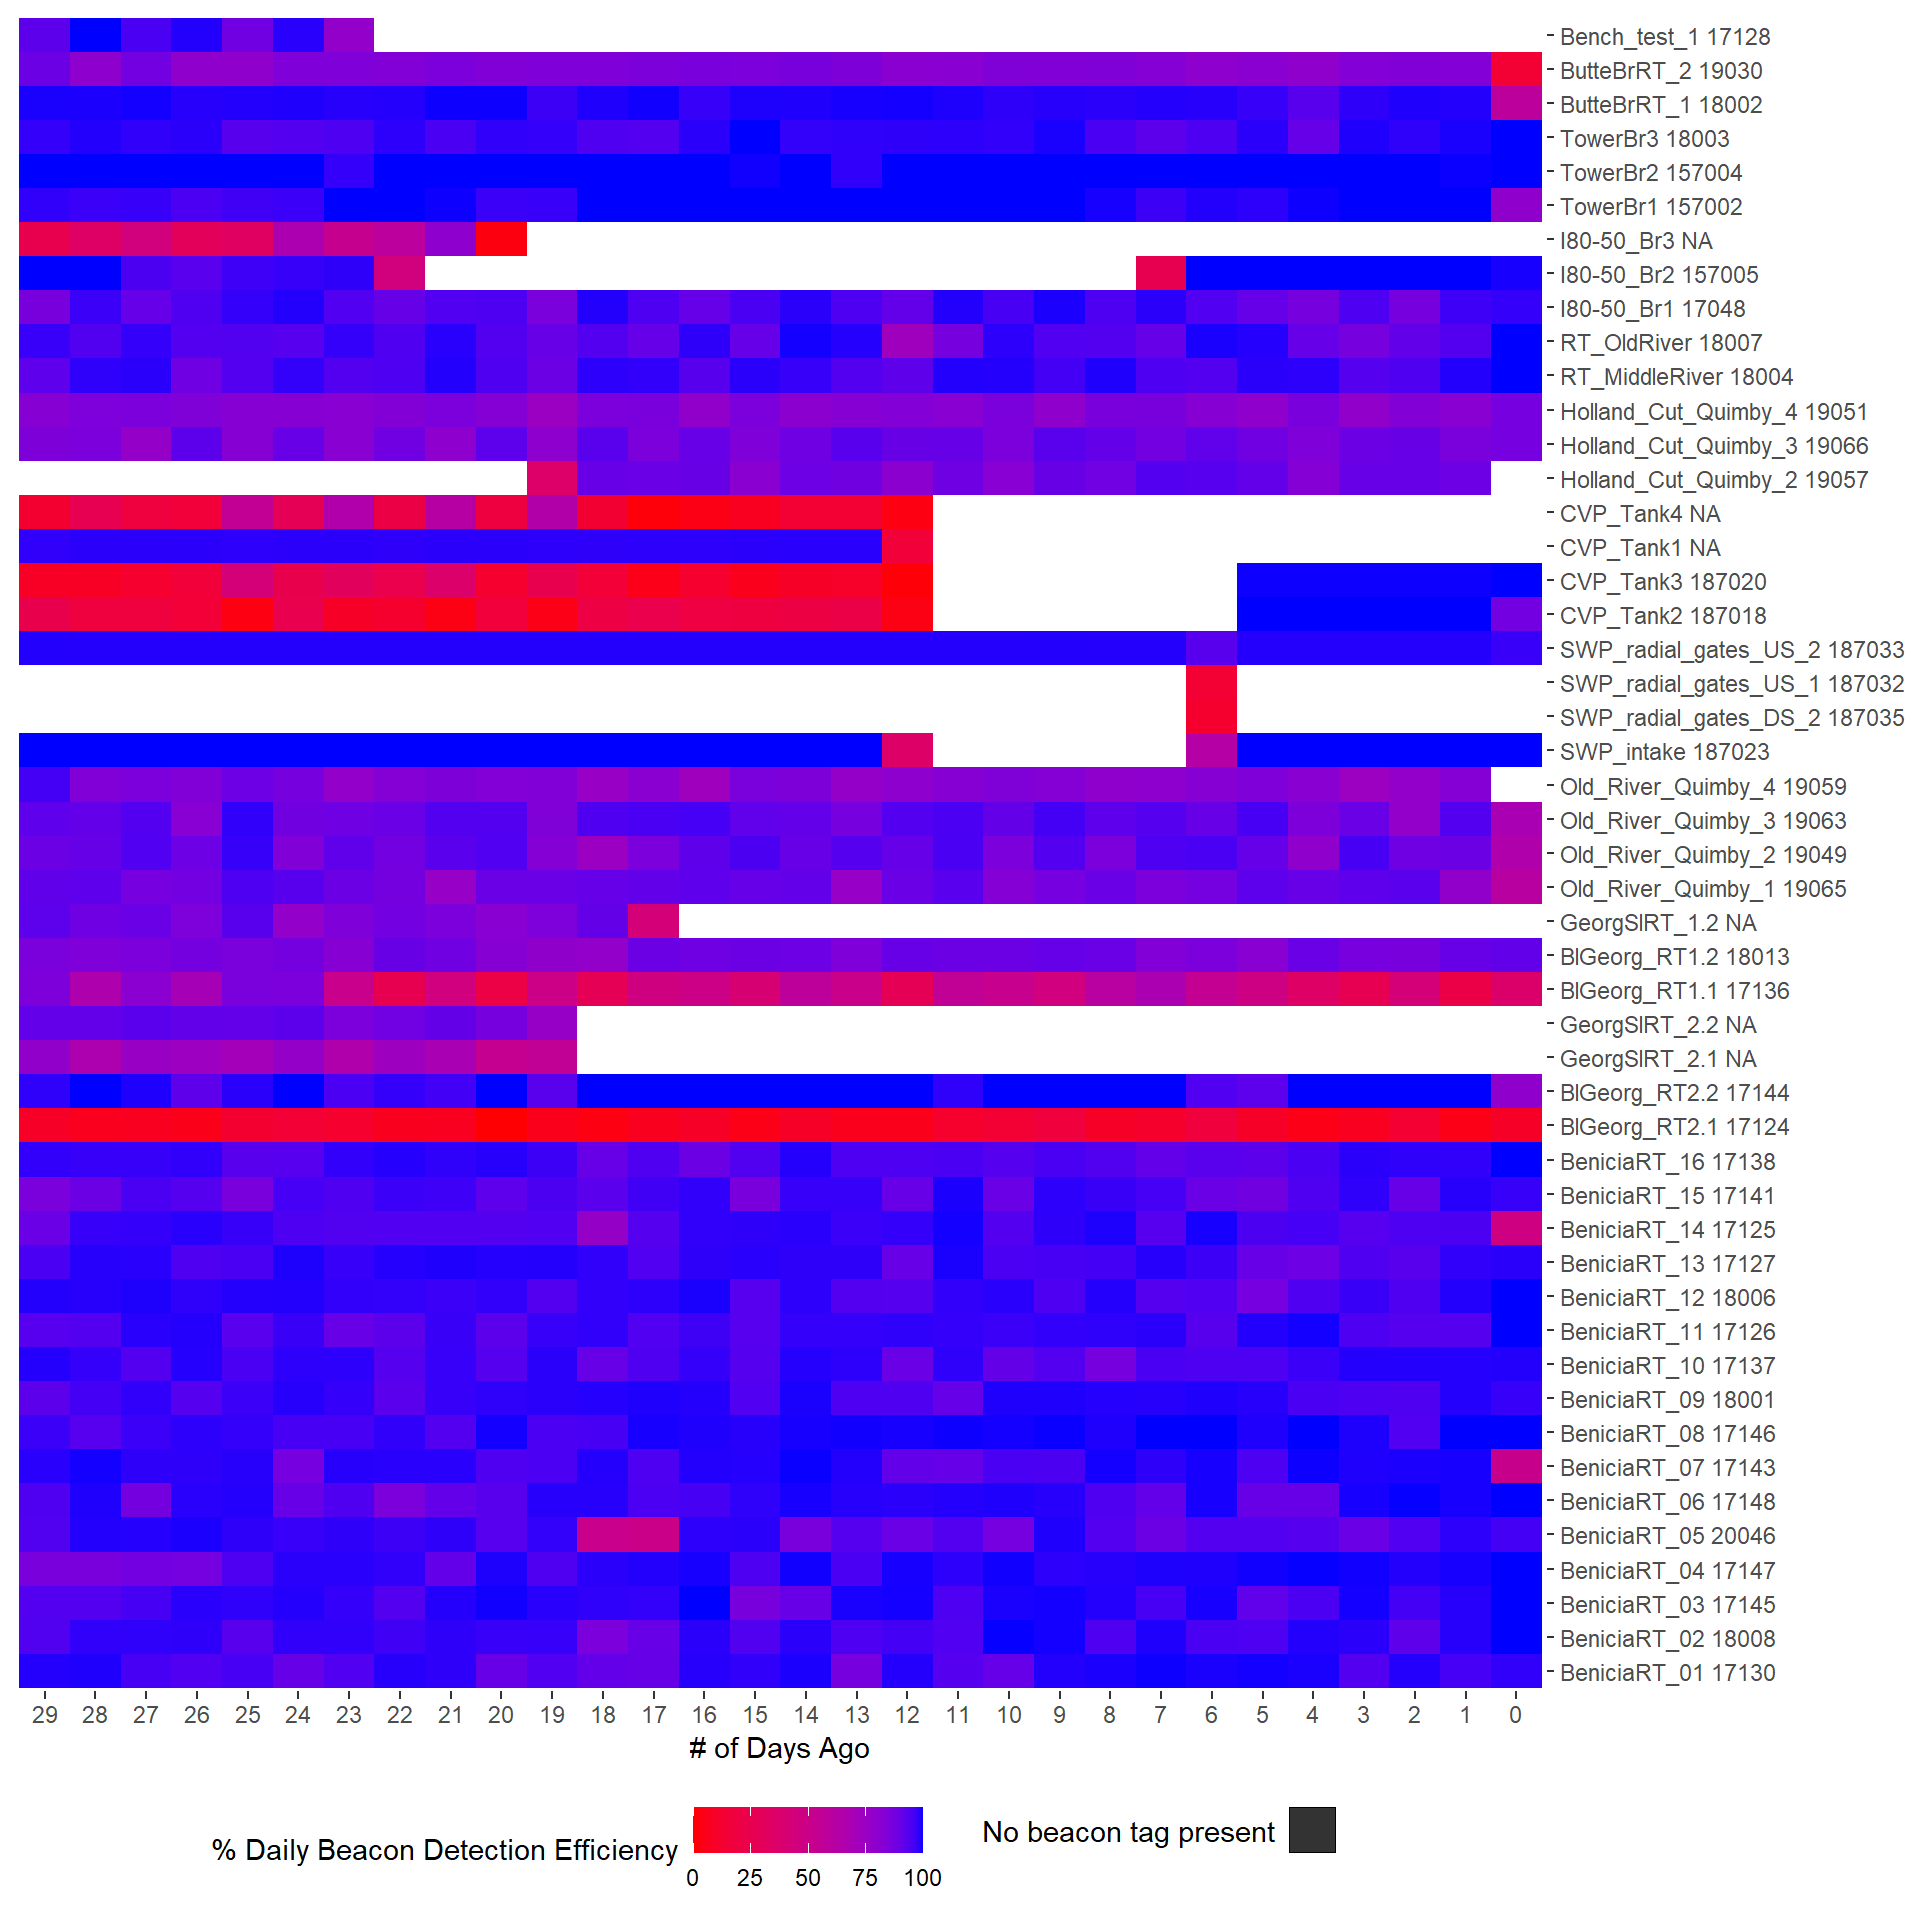 Bench_test_1 17128
ButteBrRT_2 19030
ButteBrRT_1 18002
TowerBr3 18003
TowerBr2 157004
TowerBr1 157002
I80-50_Br3 NA
I80-50_Br2 157005
I80-50_Br1 17048
RT_OldRiver 18007
RT_MiddleRiver 18004
Holland_Cut_Quimby_4 19051
Holland_Cut_Quimby_3 19066
Holland_Cut_Quimby_2 19057
CVP_Tank4 NA
CVP_Tank1 NA
CVP_Tank3 187020
CVP_Tank2 187018
SWP_radial_gates_US_2 187033
SWP_radial_gates_US_1 187032
SWP_radial_gates_DS_2 187035
SWP_intake 187023
Old_River_Quimby_4 19059
Old_River_Quimby_3 19063
Old_River_Quimby_2 19049
Old_River_Quimby_1 19065
GeorgSlRT_1.2 NA
BlGeorg_RT1.2 18013
BlGeorg_RT1.1 17136
GeorgSlRT_2.2 NA
GeorgSlRT_2.1 NA
BlGeorg_RT2.2 17144
BlGeorg_RT2.1 17124
BeniciaRT_16 17138
BeniciaRT_15 17141
BeniciaRT_14 17125
BeniciaRT_13 17127
BeniciaRT_12 18006
BeniciaRT_11 17126
BeniciaRT_10 17137
BeniciaRT_09 18001
BeniciaRT_08 17146
BeniciaRT_07 17143
BeniciaRT_06 17148
BeniciaRT_05 20046
BeniciaRT_04 17147
BeniciaRT_03 17145
BeniciaRT_02 18008
BeniciaRT_01 17130
29 28 27 26 25 24 23 22 21 20 19 18 17 16 15 14 13 12 11 10 9 8 7 6 5 4 3 2 1 0
# of Days Ago
% Daily Beacon Detection Efficiency
0 25 50 75 100
No beacon tag present